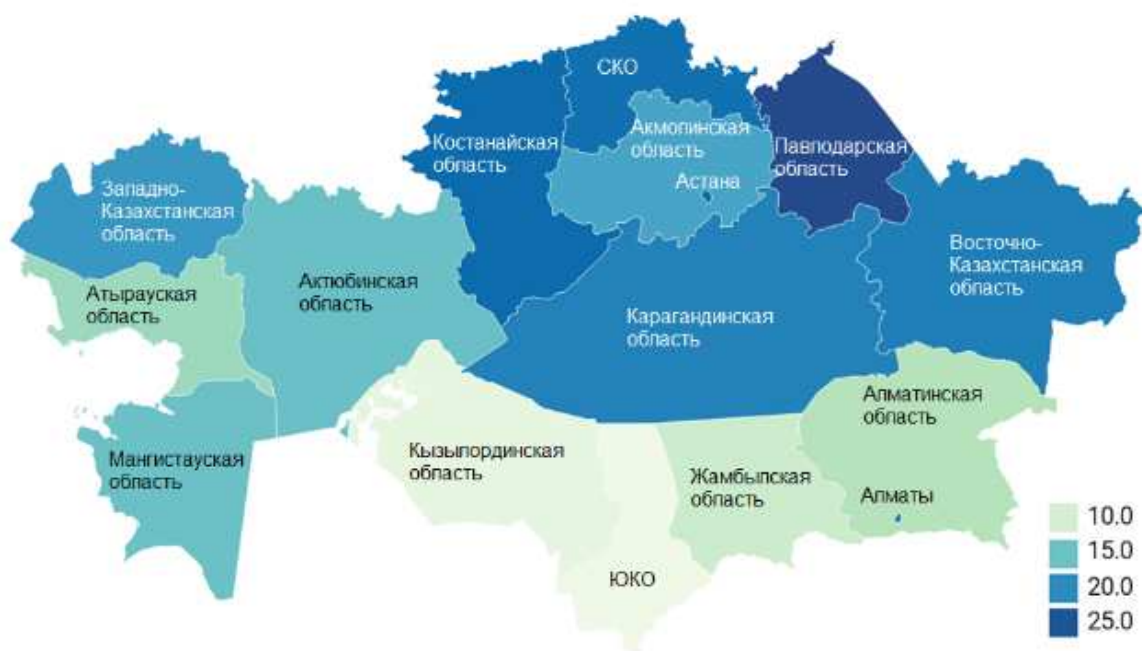 СКО
Костанайская
область
Акмолинская
область
Астана
Павлодарская
область
Западно-
Казахстанская
область
Восточно-
Казахстанская
область
Атырауская
область
Актюбинская
область
Карагандинская
область
Алматинская
область
Мангистауская
область
Кызылординская
область
Жамбылская
область
Алматы
ЮКО
10.0
15.0
20.0
25.0